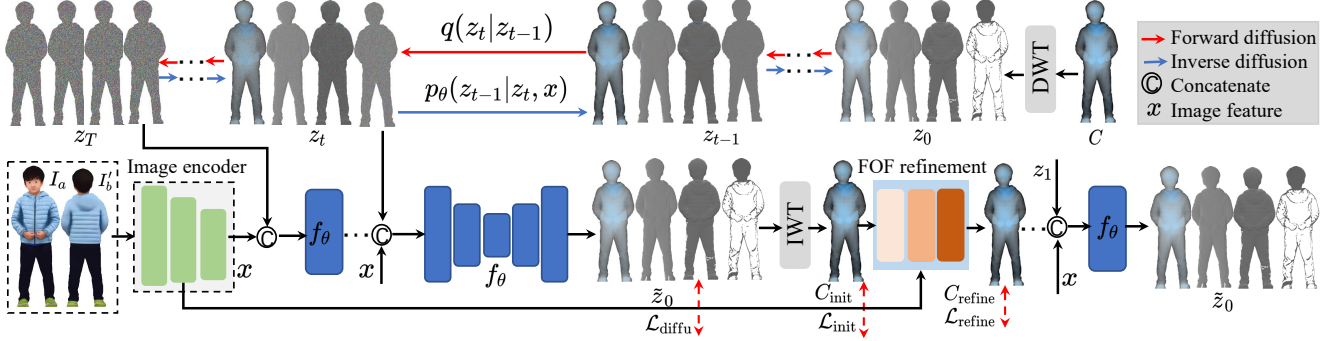 q(z_t|z_{t-1})
p_θ(z_{t-1}|z_t, x)
DWT
Forward diffusion
Inverse diffusion
C Concatenate
x Image feature
z_T
z_t
z_{t-1}
z_0
C
I_a
I'_b
Image encoder
x
C
f_θ
C
x
f_θ
z̃_0
L_diffu
IWT
C_init
L_init
FOF refinement
C_refine
L_refine
z_1
C
x
f_θ
z̃_0